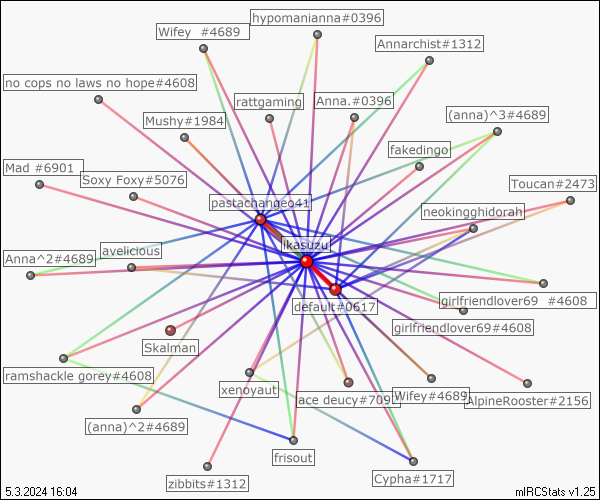 hypomanianna#0396
Wifey  #4689
Annarchist#1312
no cops no laws no hope#4608
rattgaming
Anna.#0396
(anna)^3#4689
Mushy#1984
fakedingo
Mad #6901
Soxy Foxy#5076
Toucan#2473
pastachangeo41
neokingghidorah
ikasuzu
avelicious
Anna^2#4689
default#0617
girlfriendlover69  #4608
girlfriendlover69#4608
Skalman
ramshackle gorey#4608
xenoyaut
ace deucy#709
Wifey#4689
AlpineRooster#2156
(anna)^2#4689
frisout
zibbits#1312
Cypha#1717
5.3.2024 16:04
mIRCStats v1.25